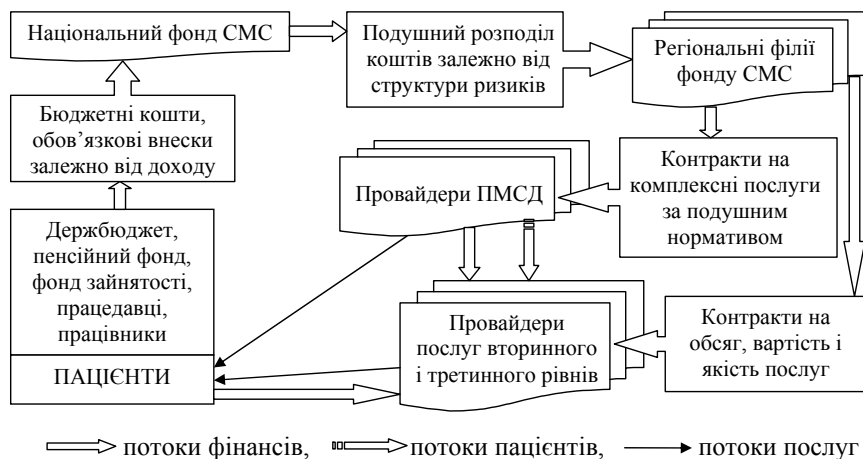 Національний фонд СМС
Подушний розподіл
коштів залежно від
структури ризиків
Регіональні філії
фонду СМС
Бюджетні кошти,
обов’язкові внески
залежно від доходу
Провайдери ПМСД
Контракти на
комплексні послуги
за подушним
нормативом
Держбюджет,
пенсійний фонд,
фонд зайнятості,
працедавці,
працівники
ПАЦІЄНТИ
Провайдери
послуг вторинного
і третинного рівнів
Контракти на
обсяг, вартість і
якість послуг
потоки фінансів, потоки пацієнтів, потоки послуг